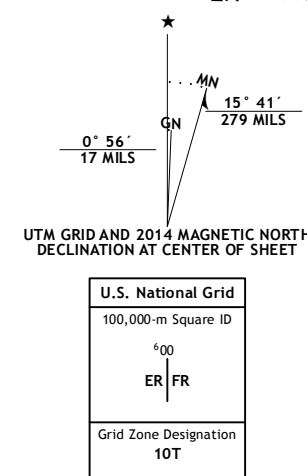 ★
MN
15° 41´
279 MILS
GN
0° 56´
17 MILS
UTM GRID AND 2014 MAGNETIC NORTH
DECLINATION AT CENTER OF SHEET
U.S. National Grid
100,000-m Square ID
⁶00
ER FR
Grid Zone Designation
10T